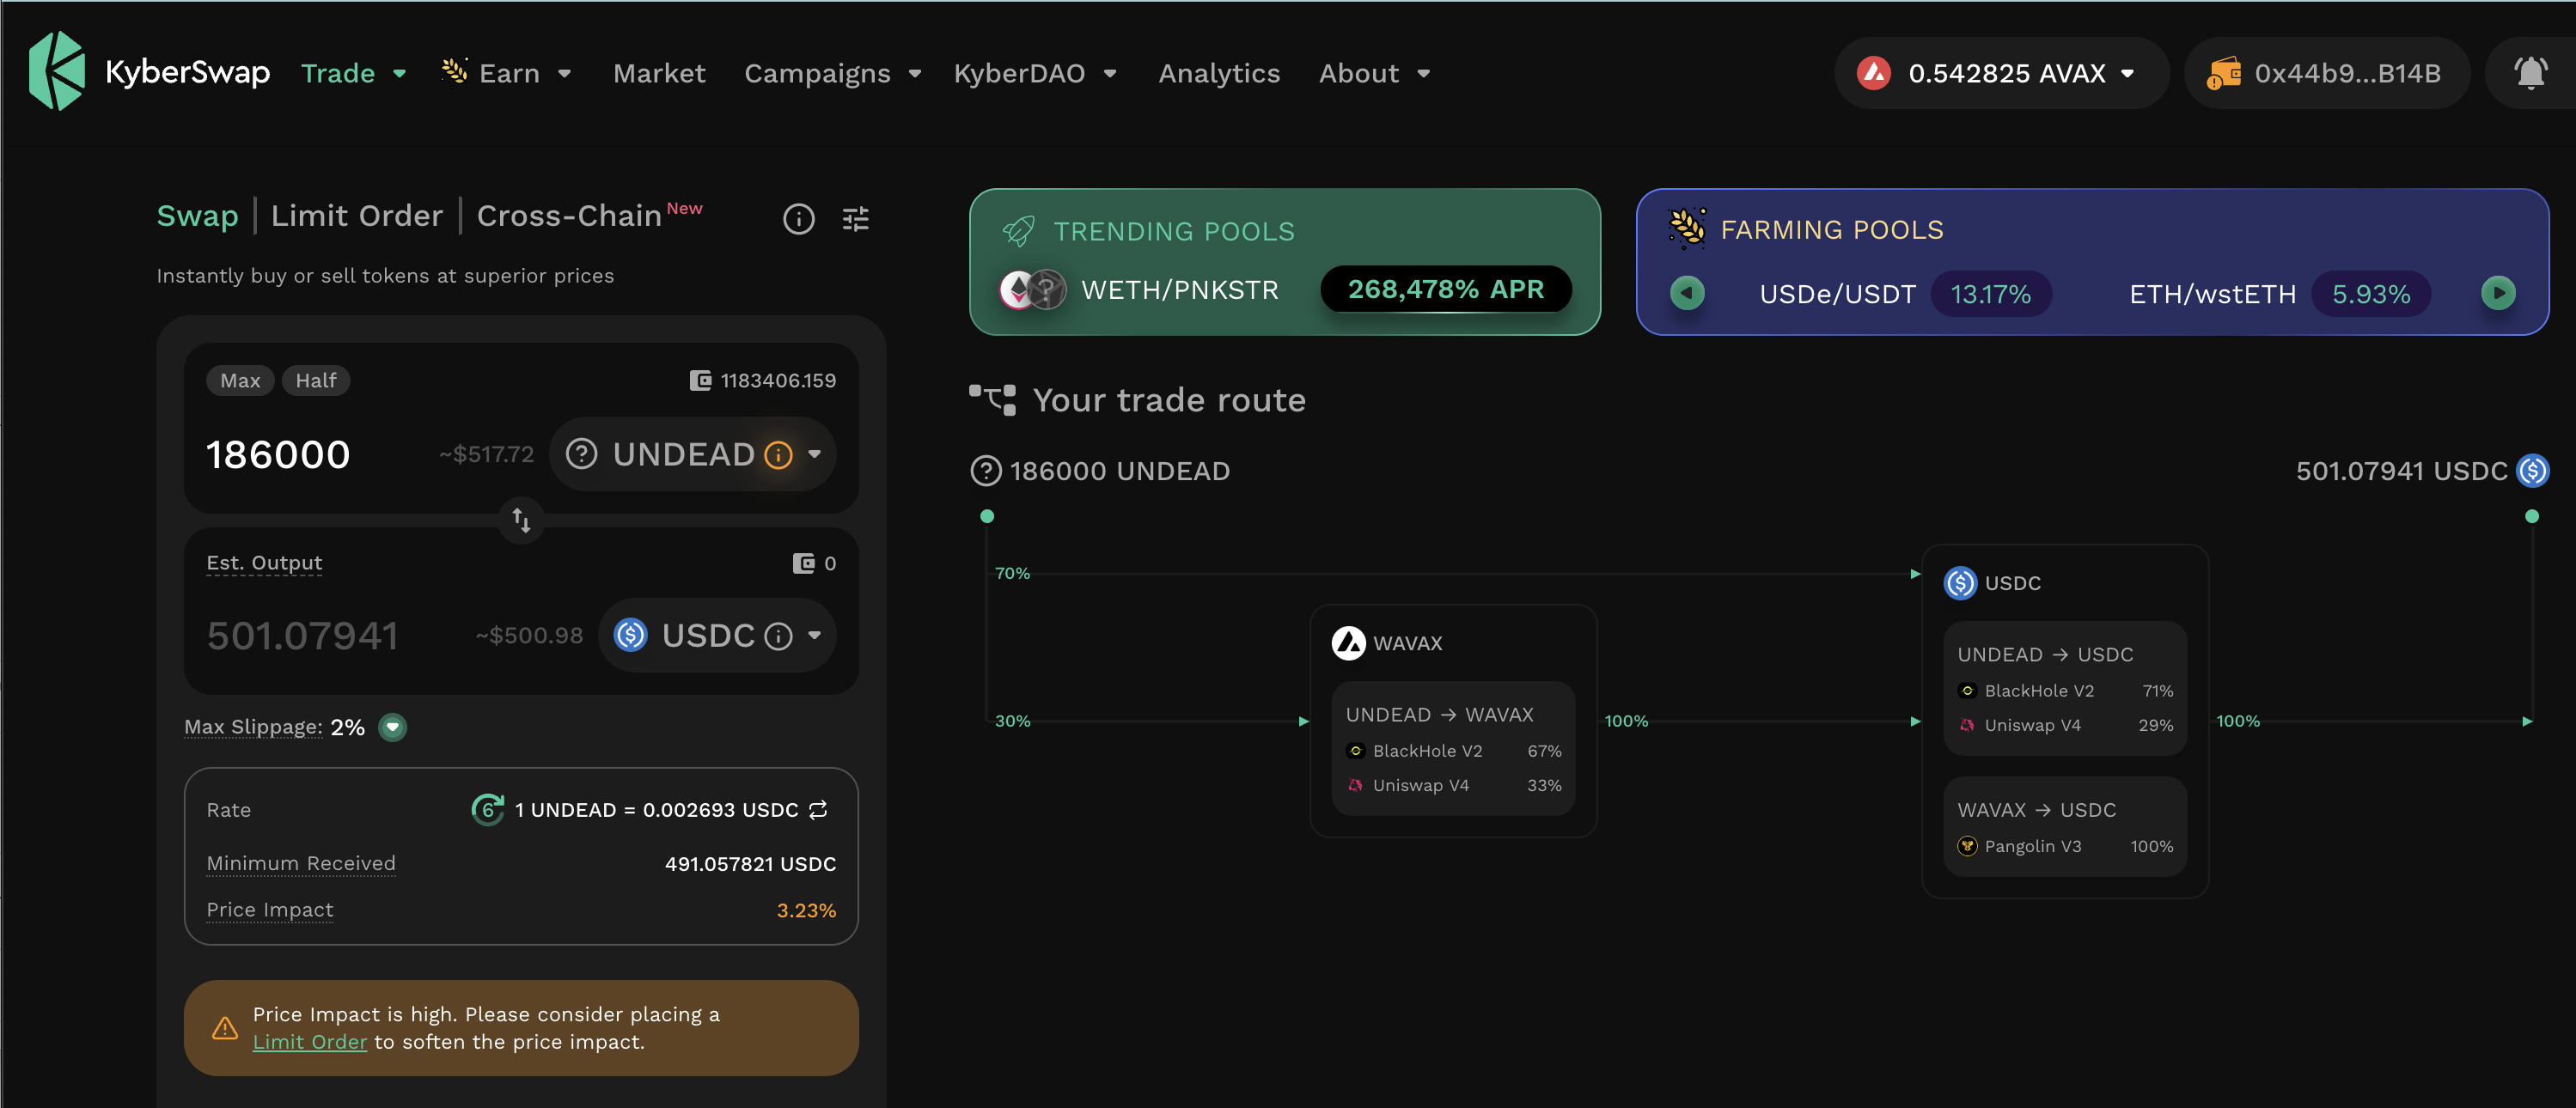 KyberSwap Trade Earn Market Campaigns KyberDAO Analytics About 0.542825 AVAX 0x44b9...B14B
Swap | Limit Order | Cross-Chain New
Instantly buy or sell tokens at superior prices
Max Half 1183406.159
186000 ~$517.72 UNDEAD
Est. Output 0
501.07941 ~$500.98 USDC
Max Slippage: 2%
Rate 6 1 UNDEAD = 0.002693 USDC
Minimum Received 491.057821 USDC
Price Impact 3.23%
Price Impact is high. Please consider placing a
Limit Order to soften the price impact.
TRENDING POOLS
WETH/PNKSTR 268,478% APR
FARMING POOLS
USDe/USDT 13.17% ETH/wstETH 5.93%
Your trade route
186000 UNDEAD 501.07941 USDC
70%
30%
WAVAX
UNDEAD → WAVAX
BlackHole V2 67%
Uniswap V4 33%
100%
USDC
UNDEAD → USDC
BlackHole V2 71%
Uniswap V4 29%
WAVAX → USDC
Pangolin V3 100%
100%